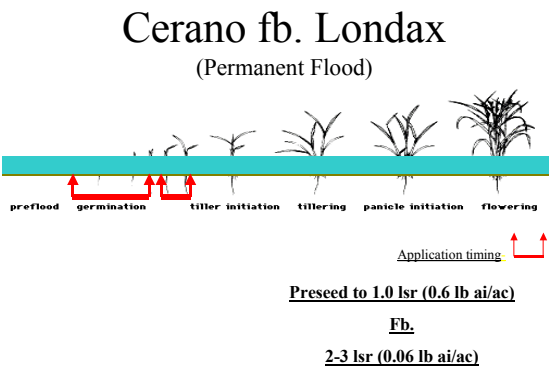 Cerano fb. Londax
(Permanent Flood)
preflood germination tiller initiation tillering panicle initiation flowering
Application timing
Preseed to 1.0 lsr (0.6 lb ai/ac)
Fb.
2-3 lsr (0.06 lb ai/ac)